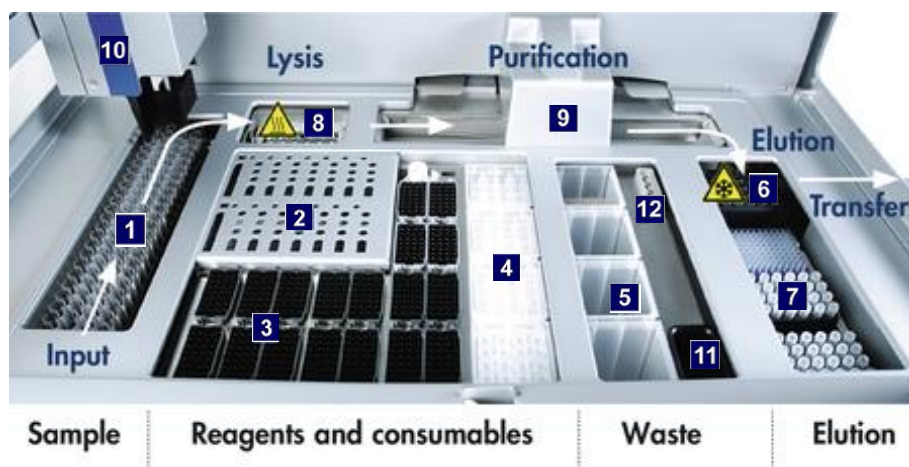 10
Lysis
Purification
8
9
Elution
6
Transfer
1
2
12
4
3
5
7
Input
11
Sample
Reagents and consumables
Waste
Elution